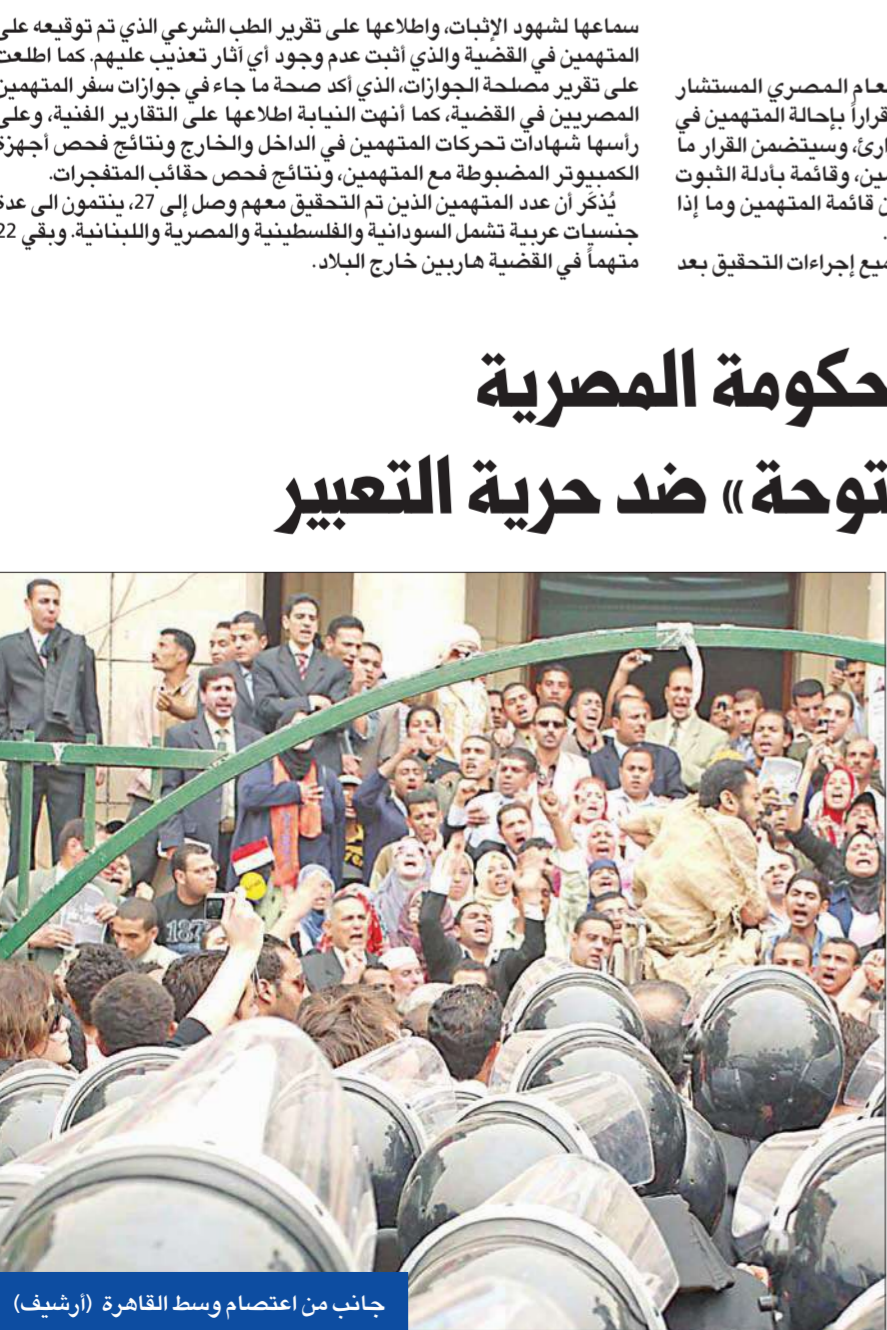 لعام المصري المستشار
قراراً بإحالة المتهمين في
ارئ، وسيتضمن القرار ما
مين، وقائمة بأدلة الثبوت
ن قائمة المتهمين وما إذا
.
ميع إجراءات التحقيق بعد
سماعها لشهود الإثبات، واطلاعها على تقرير الطب الشرعي الذي تم توقيعه على
المتهمين في القضية والذي أثبت عدم وجود أي آثار تعذيب عليهم. كما اطلعت
على تقرير مصلحة الجوازات، الذي أكد صحة ما جاء في جوازات سفر المتهمين
المصريين في القضية، كما أنهت النيابة اطلاعها على التقارير الفنية، وعلى
رأسها شهادات تحركات المتهمين في الداخل والخارج ونتائج فحص أجهزة
الكمبيوتر المضبوطة مع المتهمين، ونتائج فحص حقائب المتفجرات.
يُذكَر أن عدد المتهمين الذين تم التحقيق معهم وصل إلى 27، ينتمون الى عدة
جنسيات عربية تشمل السودانية والفلسطينية والمصرية واللبنانية. وبقي 22
متهماً في القضية هاربين خارج البلاد.
حكومة المصرية
توحة» ضد حرية التعبير
187
جانب من اعتصام وسط القاهرة (أرشيف)